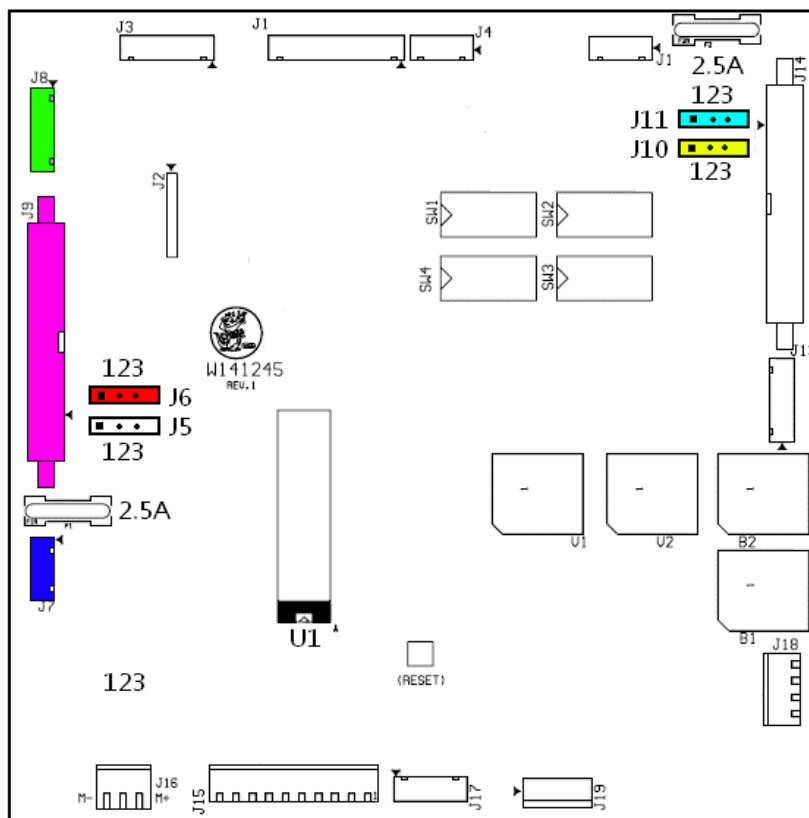 J3
J1
J4
J1
2.5A
J14
J8
123
J11
J10
123
J2
J9
SW1
SW2
SW4
SW3
W141245
REV.1
123
J6
J5
123
2.5A
J7
V1
V2
B2
B1
U1
(RESET)
J18
123
M-
J16
M+
J15
1
J17
J19